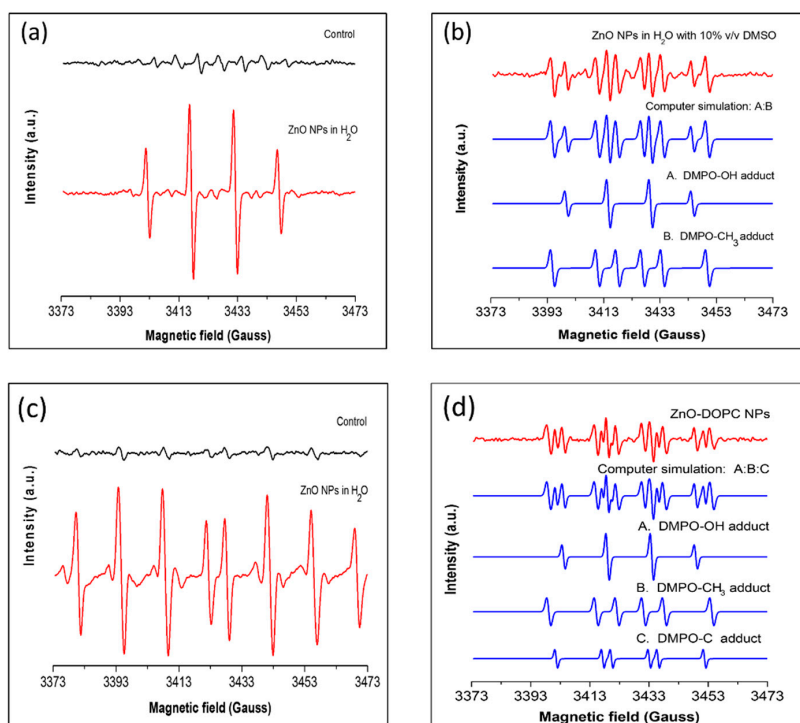 (a)
Control
ZnO NPs in H2O
Intensity (a.u.)
3373 3393 3413 3433 3453 3473
Magnetic field (Gauss)
(b)
ZnO NPs in H2O with 10% v/v DMSO
Computer simulation: A:B
A. DMPO-OH adduct
B. DMPO-CH3 adduct
Intensity (a.u.)
3373 3393 3413 3433 3453 3473
Magnetic field (Gauss)
(c)
Control
ZnO NPs in H2O
Intensity (a.u.)
3373 3393 3413 3433 3453 3473
Magnetic field (Gauss)
(d)
ZnO-DOPC NPs
Computer simulation: A:B:C
A. DMPO-OH adduct
B. DMPO-CH3 adduct
C. DMPO-C adduct
Intensity (a.u.)
3373 3393 3413 3433 3453 3473
Magnetic field (Gauss)